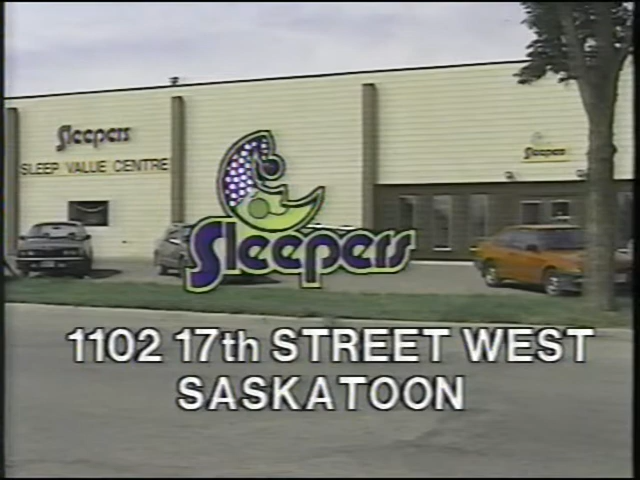 Sleepers
SLEEP VALUE CENTRE
Sleepers
Sleepers
1102 17th STREET WEST
SASKATOON